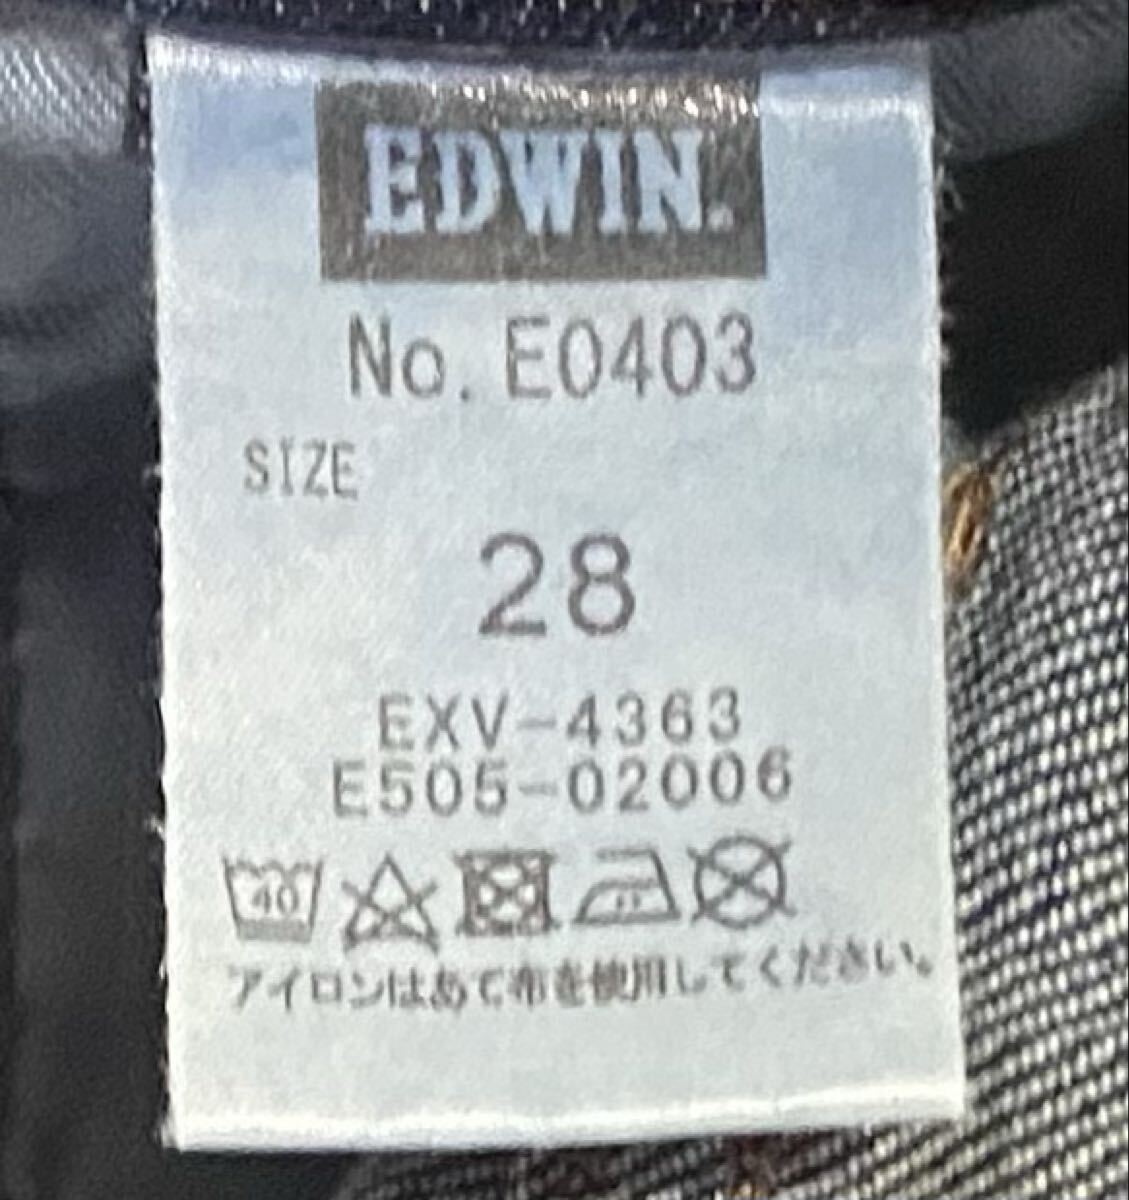 EDWIN.
No. E0403
SIZE
28
EXV-4363
E505-02006
40
アイロンはあて布を使用してください。